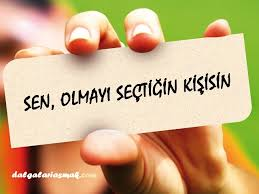 SEN, OLMAYI SEÇTİĞİN KİŞİSİN
dalgalariasmak.com